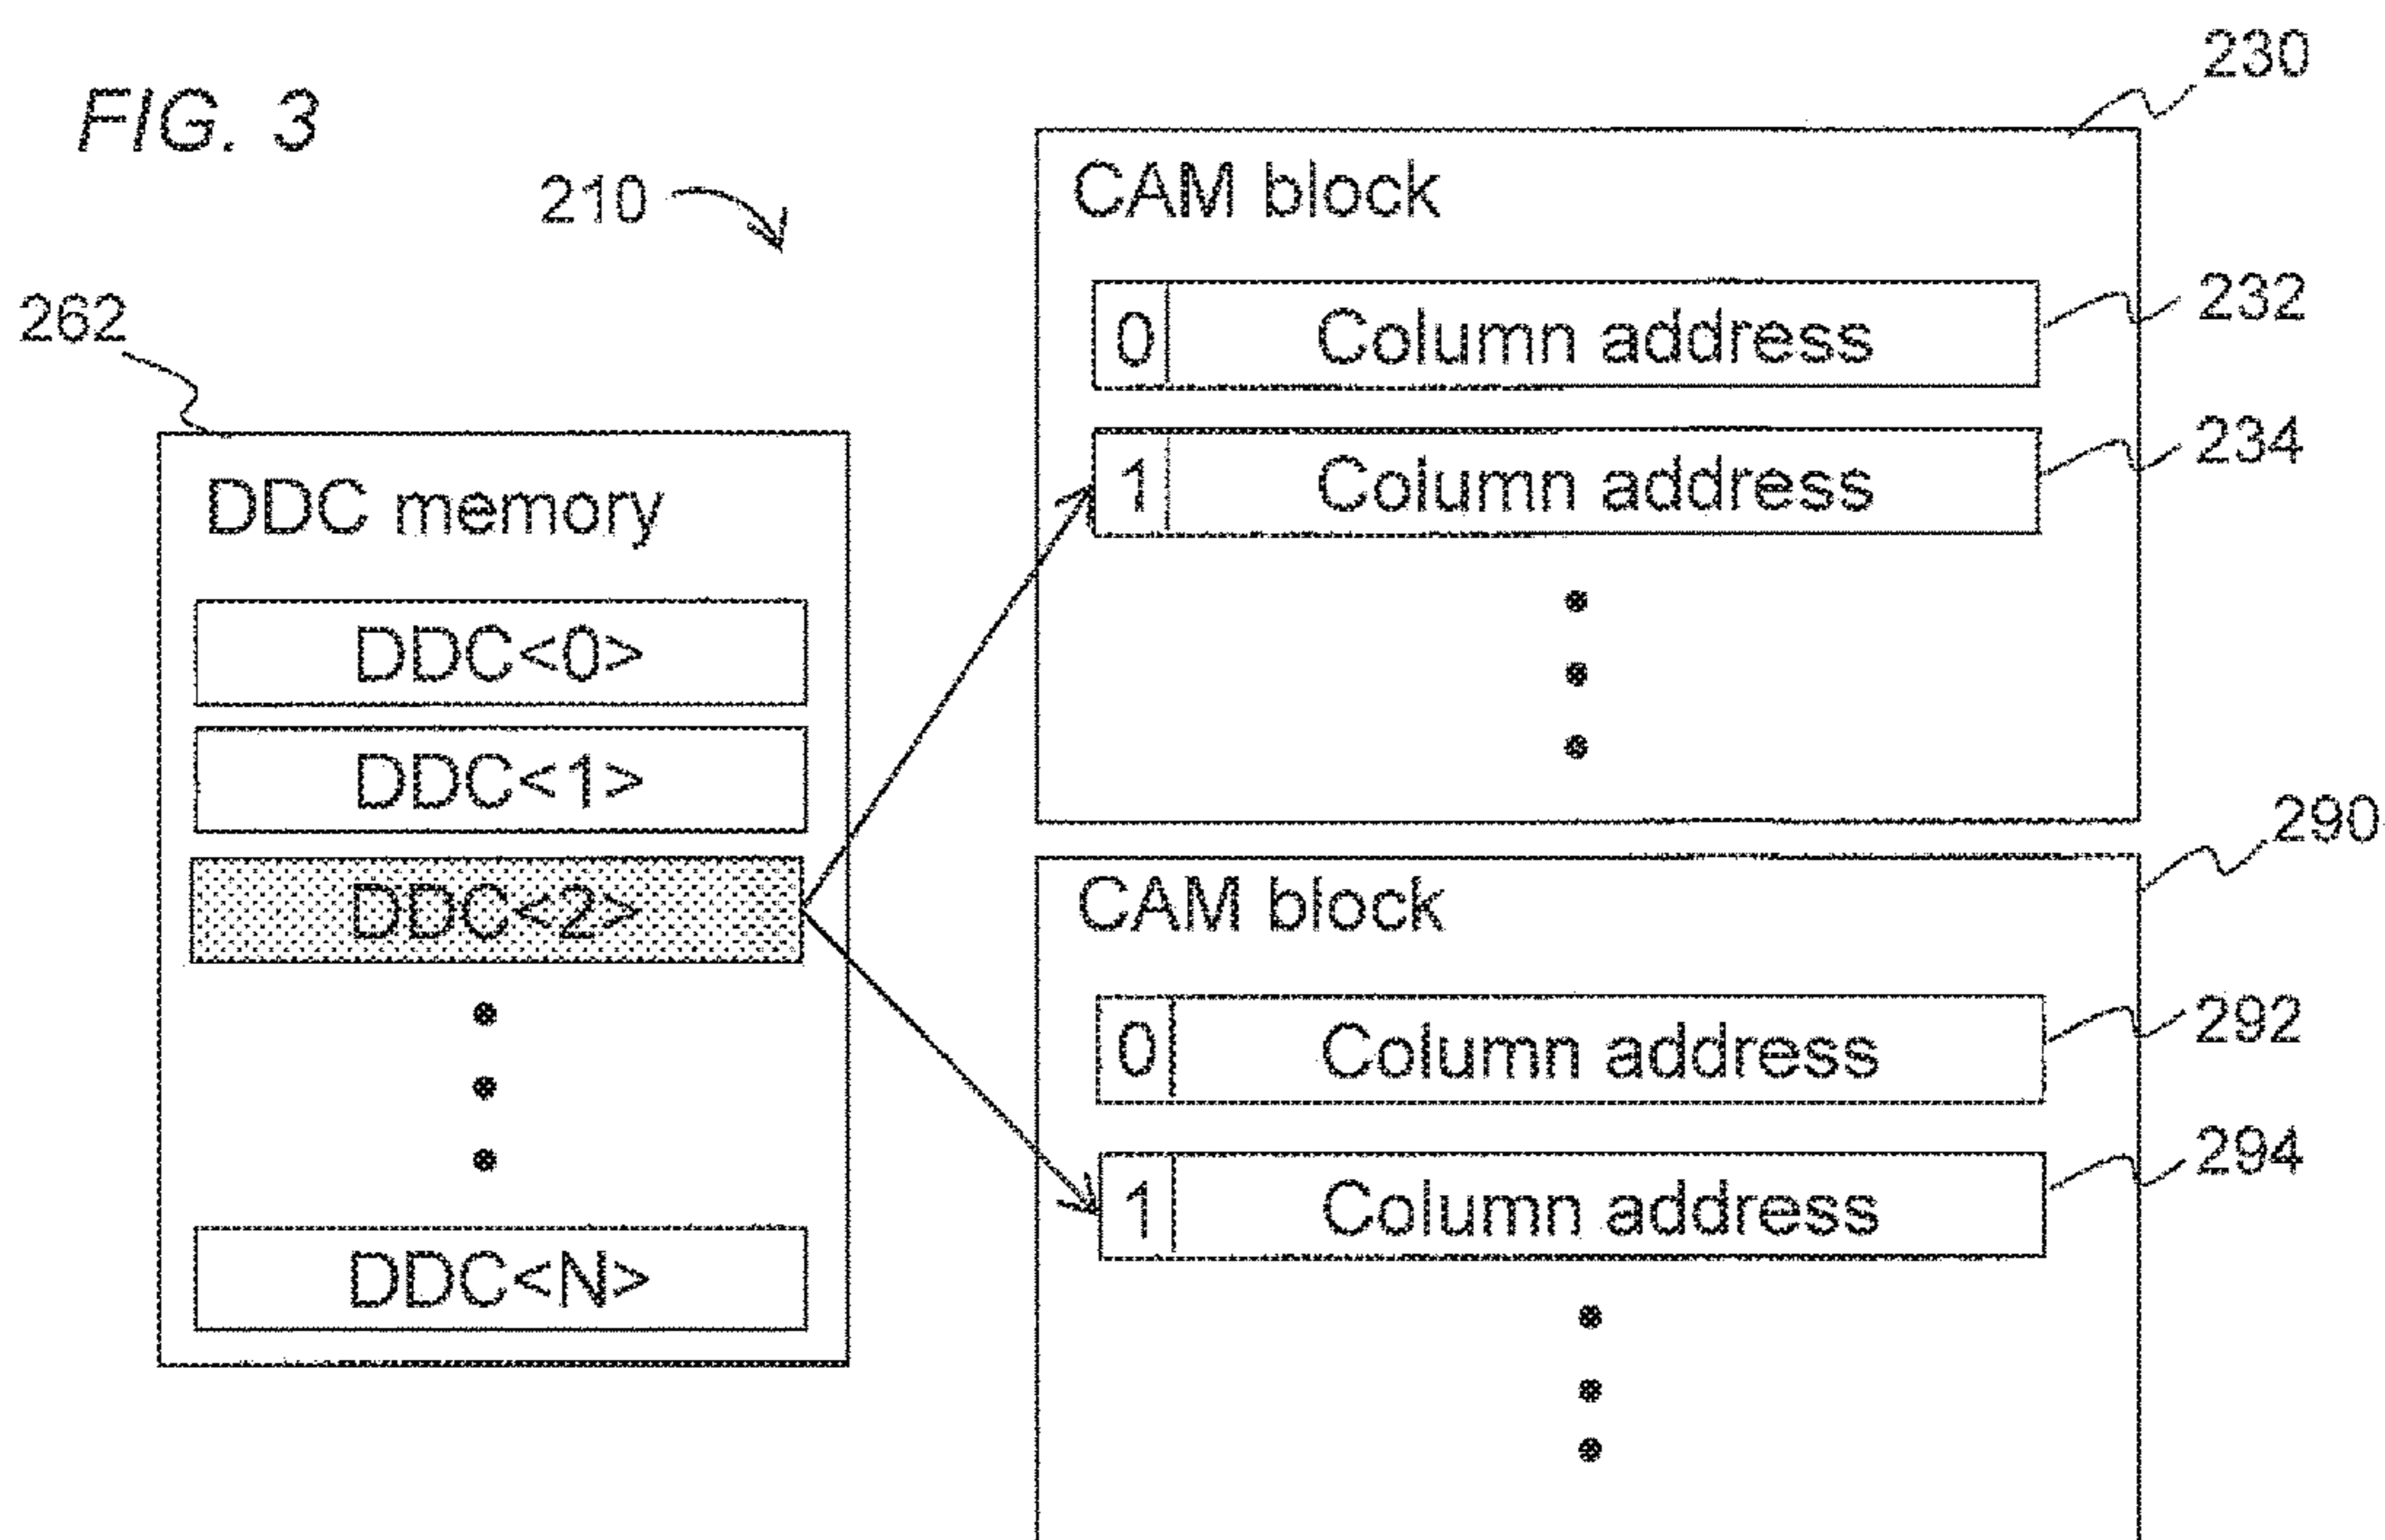 FIG. 3
210
262
DDC memory
DDC<0>
DDC<1>
DDC<2>
DDC<N>
230
CAM block
0 Column address
232
1 Column address
234
290
CAM block
0 Column address
292
1 Column address
294